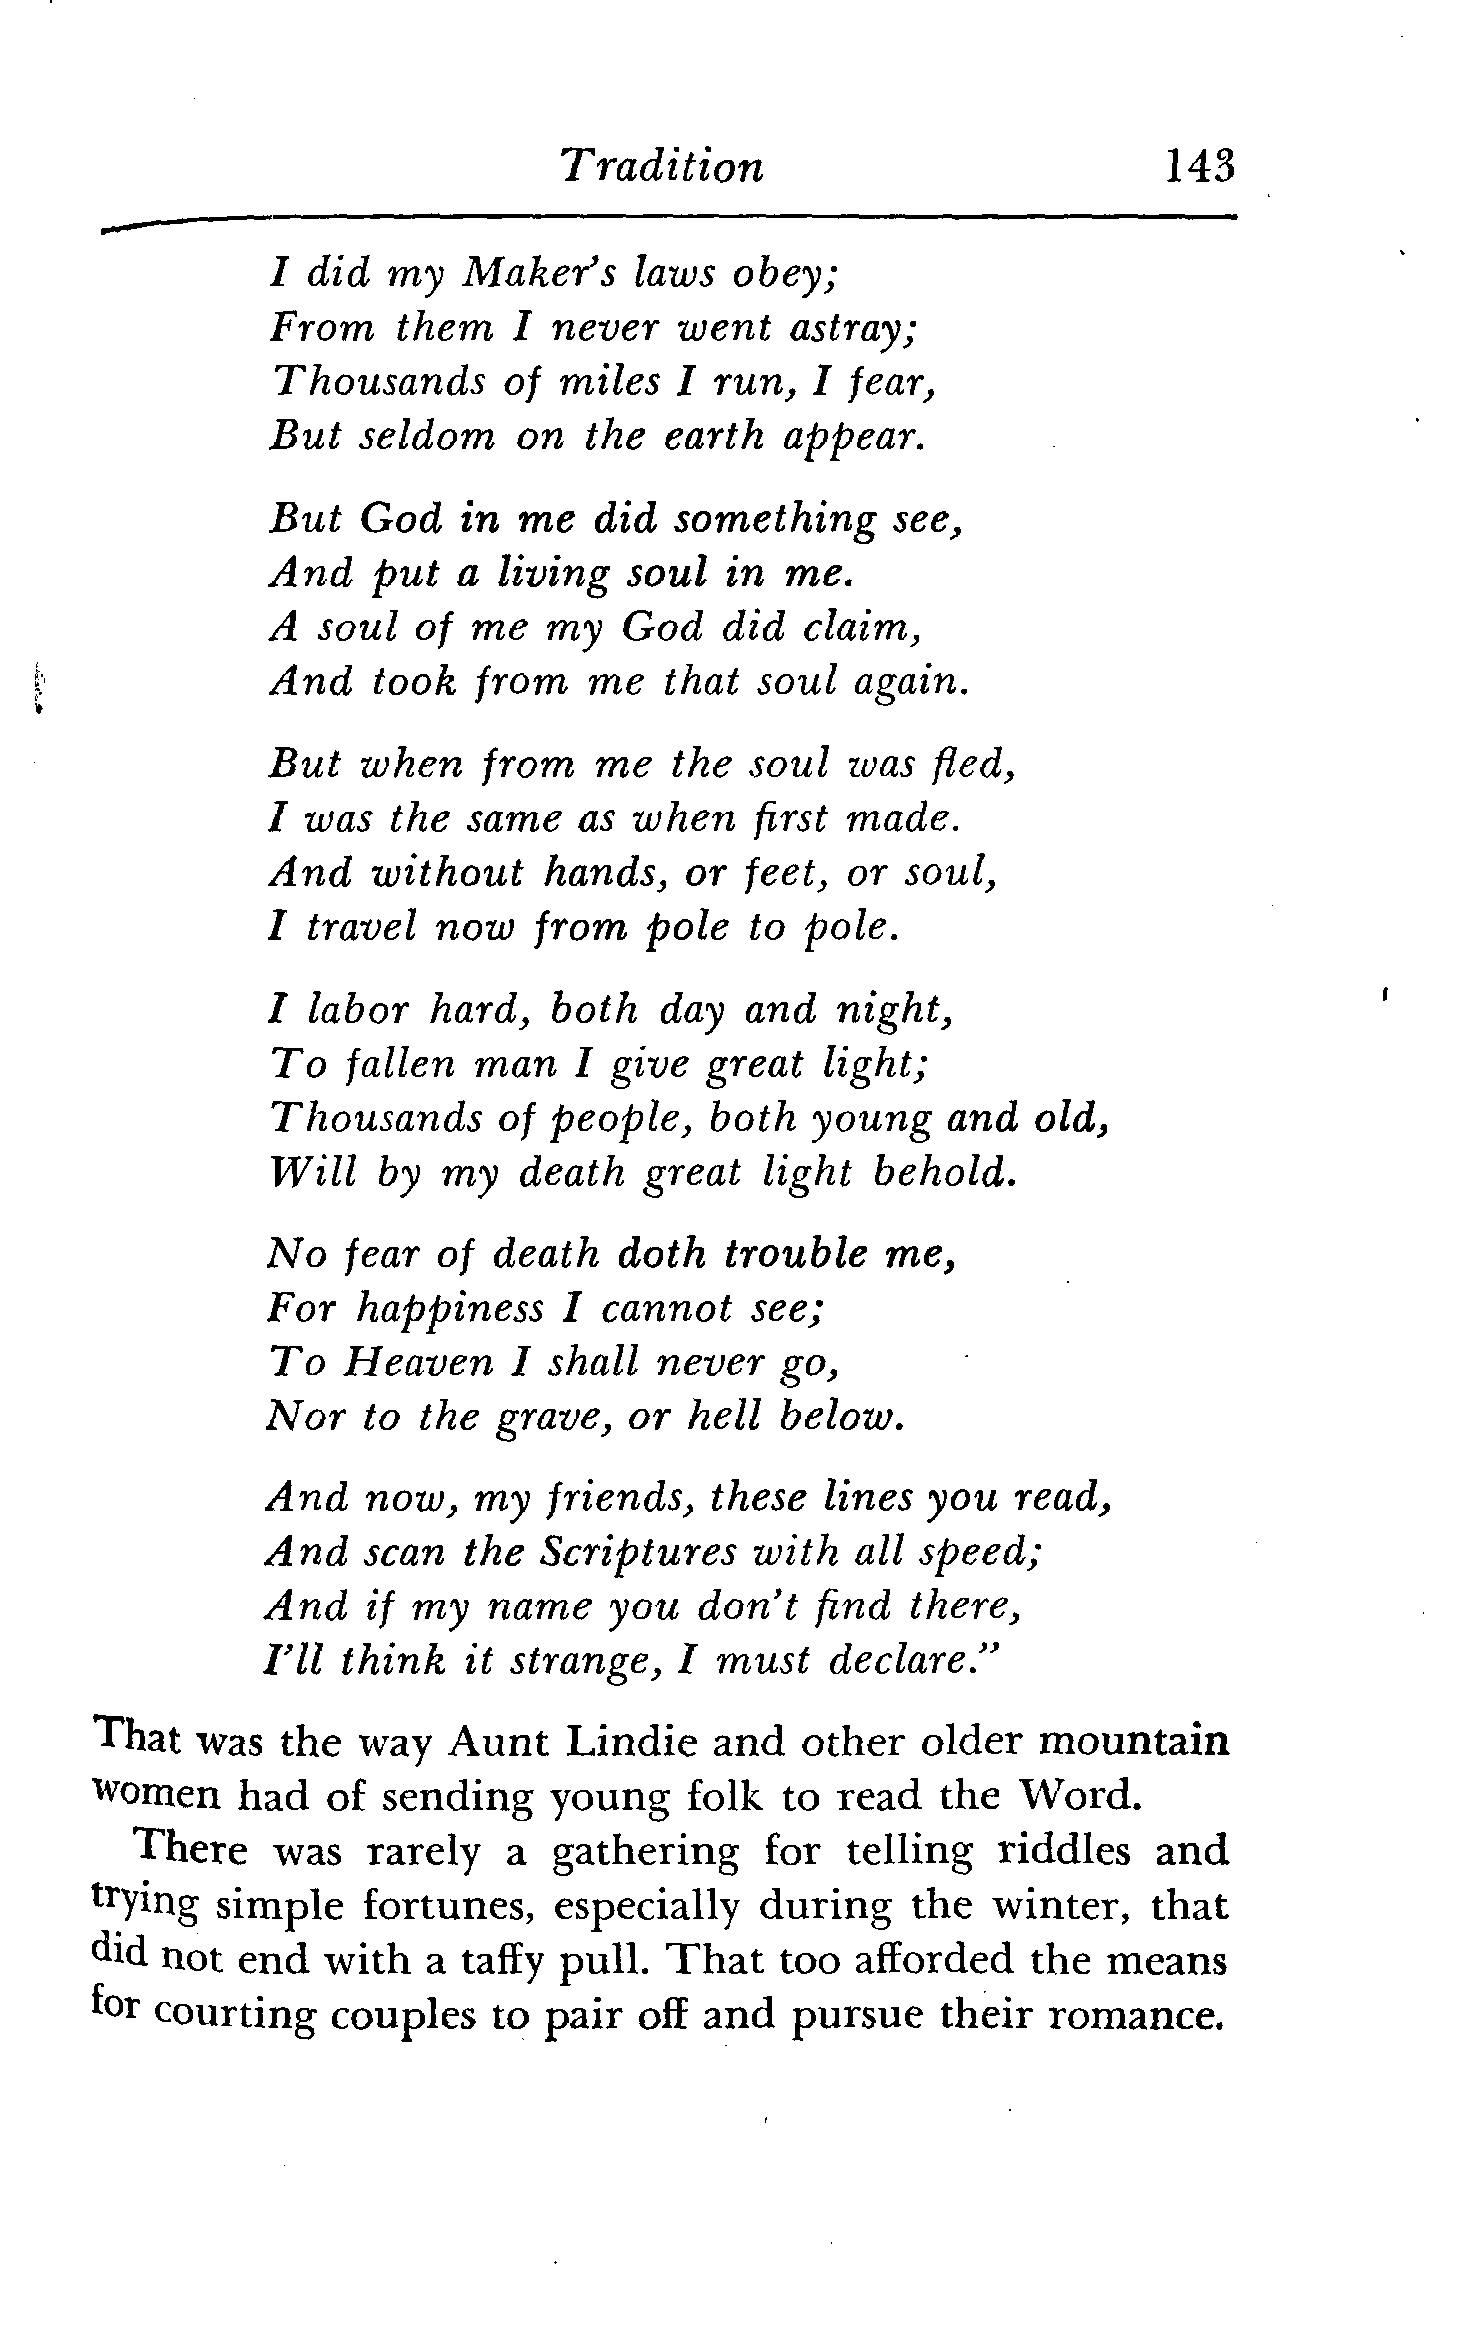 Tradition 143
I did my Maker's laws obey;
From them I never went astray;
Thousands of miles I run, I fear,
But seldom on the earth appear.
But God in me did something see,
And put a living soul in me.
A soul of me my God did claim,
And took from me that soul again.
But when from me the soul was fled,
I was the same as when first made.
And without hands, or feet, or soul,
I travel now from pole to pole.
I labor hard, both day and night,
To fallen man I give great light;
Thousands of people, both young and old,
Will by my death great light behold.
No fear of death doth trouble me,
For happiness I cannot see;
To Heaven I shall never go,
Nor to the grave, or hell below.
And now, my friends, these lines you read,
And scan the Scriptures with all speed;
And if my name you don't find there,
I'll think it strange, I must declare."
That was the way Aunt Lindie and other older mountain
women had of sending young folk to read the Word.
There was rarely a gathering for telling riddles and
trying simple fortunes, especially during the winter, that
did not end with a taffy pull. That too afforded the means
for courting couples to pair off and pursue their romance.